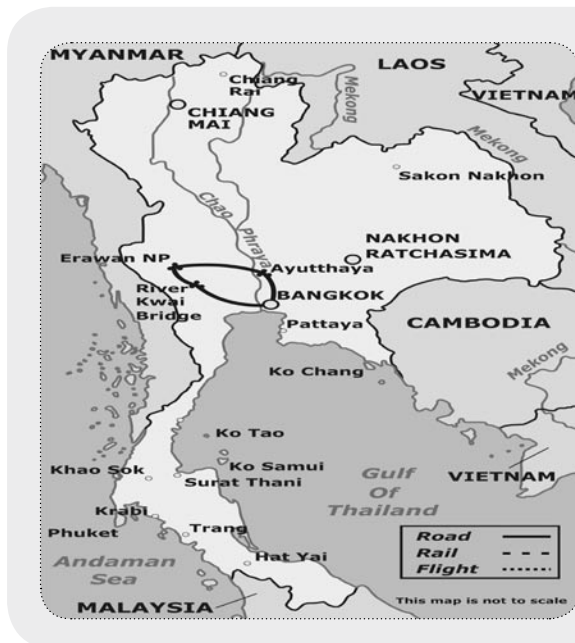 MYANMAR
LAOS
VIETNAM
Chiang
Rai
CHIANG
MAI
Mekong
Mekong
Sakon Nakhon
Chao
Phraya
NAKHON
RATCHASIMA
Erawan NP
Ayutthaya
River
Kwai
Bridge
BANGKOK
Pattaya
CAMBODIA
Mekong
Ko Chang
Ko Tao
Ko Samui
Khao Sok
Surat Thani
VIETNAM
Gulf
Of
Thailand
Krabi
Phuket
Trang
Hat Yai
Andaman
Sea
MALAYSIA
Road
Rail
Flight
This map is not to scale